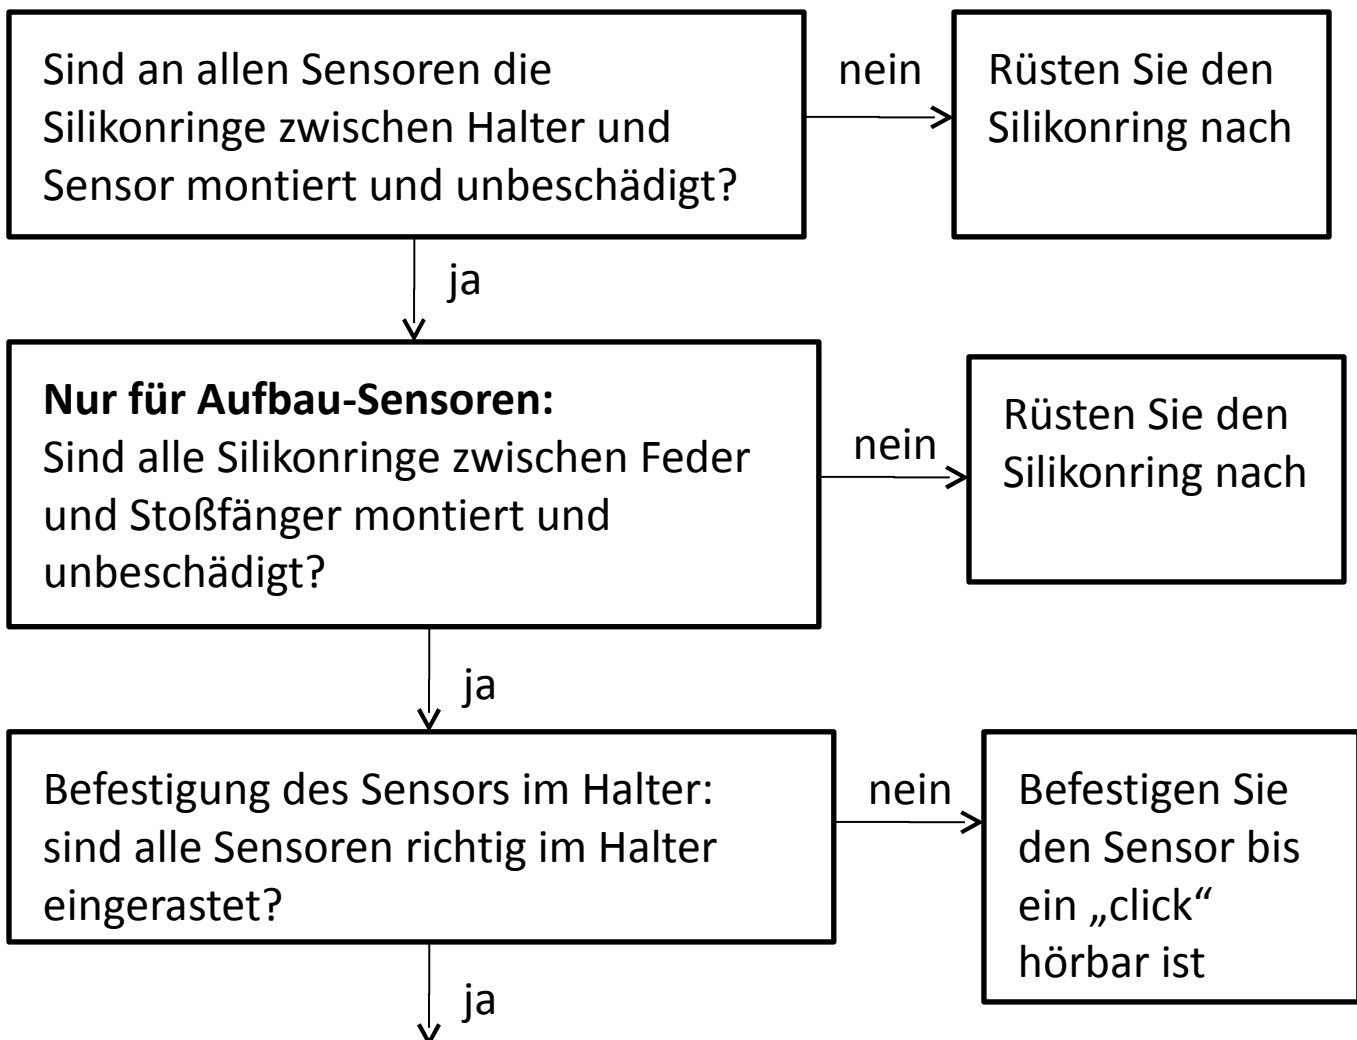 Sind an allen Sensoren die
Silikonringe zwischen Halter und
Sensor montiert und unbeschädigt?
nein
Rüsten Sie den
Silikonring nach
ja
Nur für Aufbau-Sensoren:
Sind alle Silikonringe zwischen Feder
und Stoßfänger montiert und
unbeschädigt?
nein
Rüsten Sie den
Silikonring nach
ja
Befestigung des Sensors im Halter:
sind alle Sensoren richtig im Halter
eingerastet?
nein
Befestigen Sie
den Sensor bis
ein „click“
hörbar ist
ja